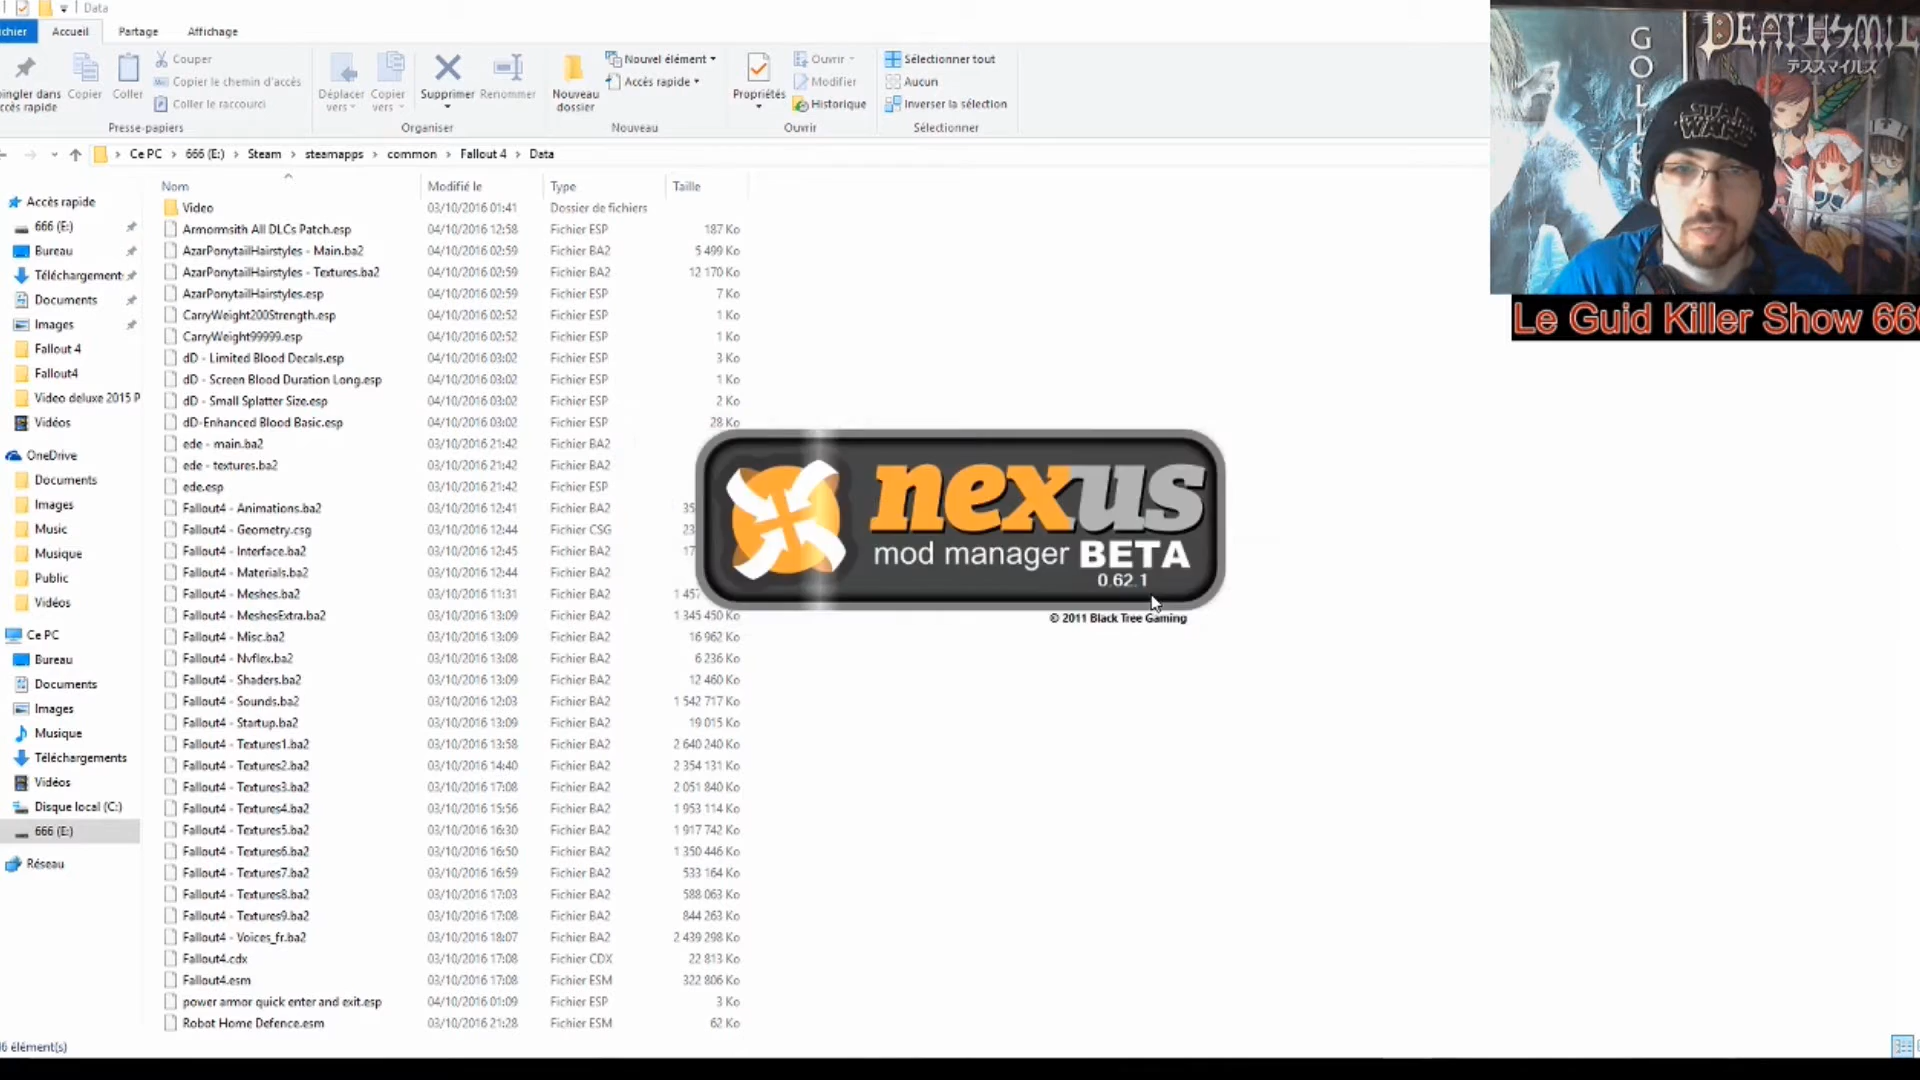 Data
chier Accueil Partage Affichage
Couper
Copier le chemin d'accès
Coller le raccourci
ingler dans
ccès rapide
Copier
Coller
Presse-papiers
Déplacer
vers
Copier
vers
Supprimer
Renommer
Organiser
Nouveau
dossier
Nouvel élément
Accès rapide
Nouveau
Propriétés
Ouvrir
Modifier
Historique
Ouvrir
Sélectionner tout
Aucun
Inverser la sélection
Sélectionner
Ce PC > 666 (E:) > Steam > steamapps > common > Fallout 4 > Data
Accès rapide
666 (E:)
Bureau
Téléchargement
Documents
Images
Fallout 4
Fallout4
Video deluxe 2015 P
Vidéos
OneDrive
Documents
Images
Music
Musique
Public
Vidéos
Ce PC
Bureau
Documents
Images
Musique
Téléchargements
Vidéos
Disque local (C:)
666 (E:)
Réseau
Nom Modifié le Type Taille
Video 03/10/2016 01:41 Dossier de fichiers
Armormsith All DLCs Patch.esp 04/10/2016 12:58 Fichier ESP 187 Ko
AzarPonytailHairstyles - Main.ba2 04/10/2016 02:59 Fichier BA2 5 499 Ko
AzarPonytailHairstyles - Textures.ba2 04/10/2016 02:59 Fichier BA2 12 170 Ko
AzarPonytailHairstyles.esp 04/10/2016 02:59 Fichier ESP 7 Ko
CarryWeight200Strength.esp 04/10/2016 02:52 Fichier ESP 1 Ko
CarryWeight99999.esp 04/10/2016 02:52 Fichier ESP 1 Ko
dD - Limited Blood Decals.esp 04/10/2016 03:02 Fichier ESP 3 Ko
dD - Screen Blood Duration Long.esp 04/10/2016 03:02 Fichier ESP 1 Ko
dD - Small Splatter Size.esp 04/10/2016 03:02 Fichier ESP 2 Ko
dD-Enhanced Blood Basic.esp 04/10/2016 03:02 Fichier ESP 28 Ko
ede - main.ba2 03/10/2016 21:42 Fichier BA2
ede - textures.ba2 03/10/2016 21:42 Fichier BA2
ede.esp 03/10/2016 21:42 Fichier ESP
Fallout4 - Animations.ba2 03/10/2016 12:41 Fichier BA2 35
Fallout4 - Geometry.csg 03/10/2016 12:44 Fichier CSG 23
Fallout4 - Interface.ba2 03/10/2016 12:45 Fichier BA2 17
Fallout4 - Materials.ba2 03/10/2016 12:44 Fichier BA2
Fallout4 - Meshes.ba2 03/10/2016 11:31 Fichier BA2 1 457
Fallout4 - MeshesExtra.ba2 03/10/2016 13:09 Fichier BA2 1 345 450 Ko
Fallout4 - Misc.ba2 03/10/2016 13:09 Fichier BA2 16 962 Ko
Fallout4 - Nvflex.ba2 03/10/2016 13:08 Fichier BA2 6 236 Ko
Fallout4 - Shaders.ba2 03/10/2016 13:09 Fichier BA2 12 460 Ko
Fallout4 - Sounds.ba2 03/10/2016 12:03 Fichier BA2 1 542 717 Ko
Fallout4 - Startup.ba2 03/10/2016 13:09 Fichier BA2 19 015 Ko
Fallout4 - Textures1.ba2 03/10/2016 13:58 Fichier BA2 2 640 240 Ko
Fallout4 - Textures2.ba2 03/10/2016 14:40 Fichier BA2 2 354 131 Ko
Fallout4 - Textures3.ba2 03/10/2016 17:08 Fichier BA2 2 051 840 Ko
Fallout4 - Textures4.ba2 03/10/2016 15:56 Fichier BA2 1 953 114 Ko
Fallout4 - Textures5.ba2 03/10/2016 16:30 Fichier BA2 1 917 742 Ko
Fallout4 - Textures6.ba2 03/10/2016 16:50 Fichier BA2 1 350 446 Ko
Fallout4 - Textures7.ba2 03/10/2016 16:59 Fichier BA2 533 164 Ko
Fallout4 - Textures8.ba2 03/10/2016 17:03 Fichier BA2 588 063 Ko
Fallout4 - Textures9.ba2 03/10/2016 17:08 Fichier BA2 844 263 Ko
Fallout4 - Voices_fr.ba2 03/10/2016 18:07 Fichier BA2 2 439 298 Ko
Fallout4.cdx 03/10/2016 17:08 Fichier CDX 22 813 Ko
Fallout4.esm 03/10/2016 17:08 Fichier ESM 322 806 Ko
power armor quick enter and exit.esp 04/10/2016 01:09 Fichier ESP 3 Ko
Robot Home Defence.esm 03/10/2016 21:28 Fichier ESM 62 Ko
6 élément(s)
nexus
mod manager BETA
0.62.1
© 2011 Black Tree Gaming
GOL
DEATHSMIL
デススマイルズ
STAR
WARS
Le Guid Killer Show 666